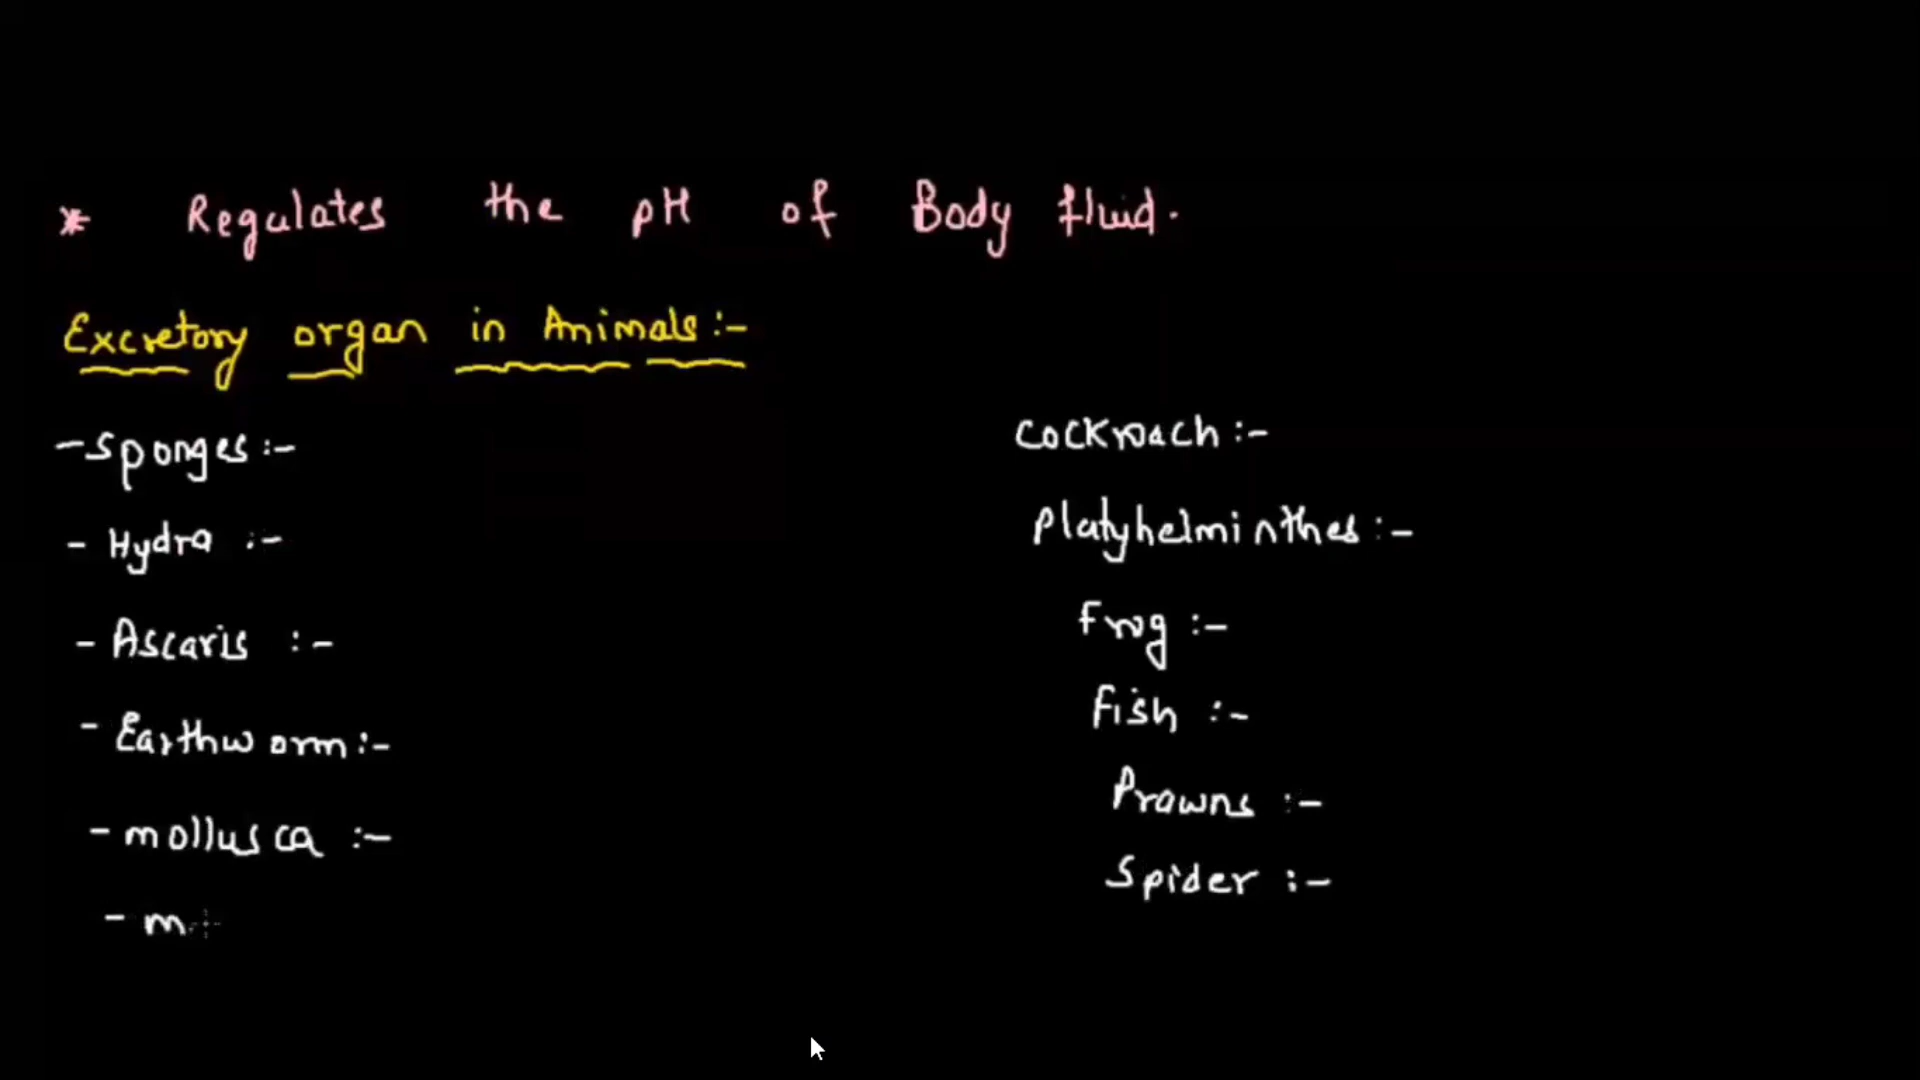 * Regulates the pH of Body fluid.
Excretory organ in Animals:-
- Sponges:-
- Hydra :-
- Ascaris :-
- Earthworm:-
- mollusca :-
- m
Cockroach:-
Platyhelminthes:-
Frog :-
Fish :-
Prawns :-
Spider :-